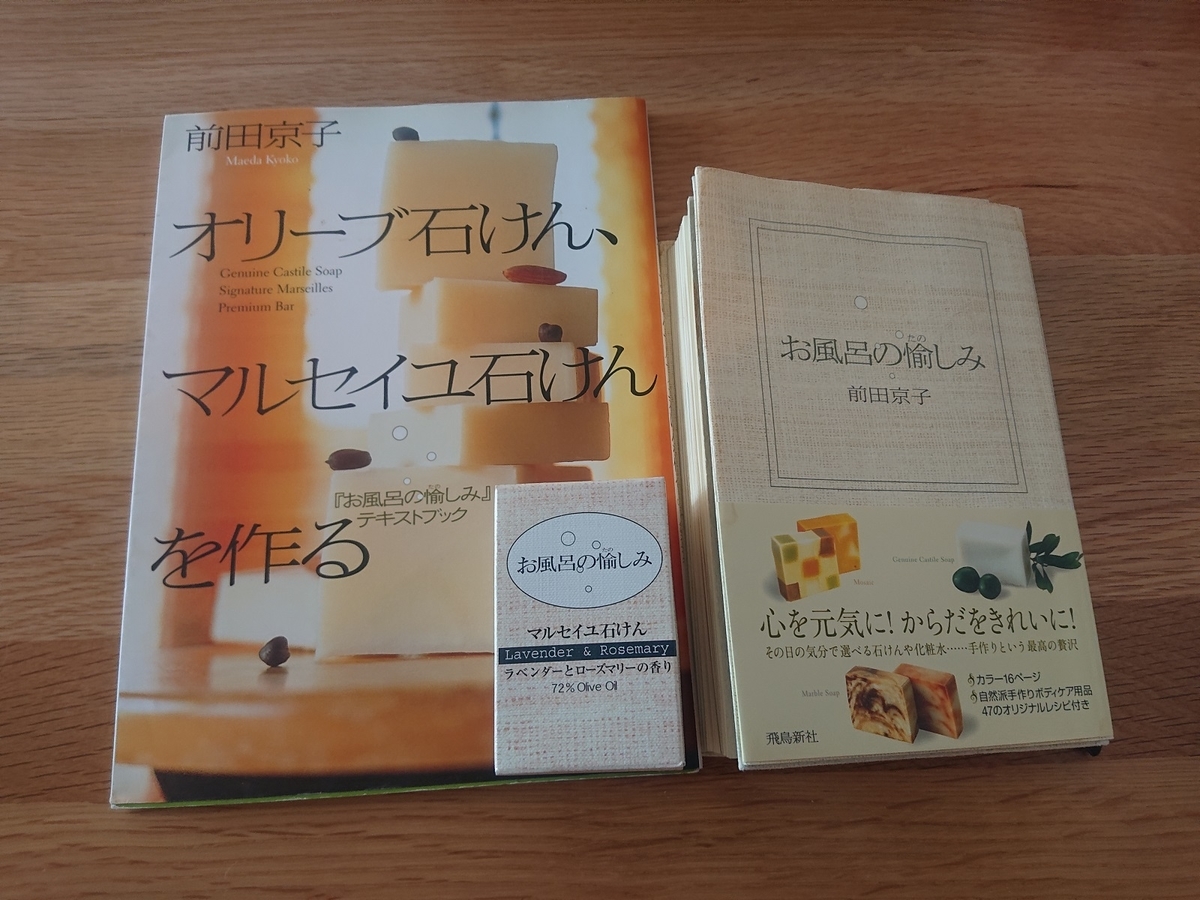 前田京子
Maeda Kyoko
オリーブ石けん、
Genuine Castile Soap
Signature Marseilles
Premium Bar
マルセイユ石けん
『お風呂の愉しみ』
テキストブック
を作る
たの
お風呂の愉しみ
マルセイユ石けん
Lavender & Rosemary
ラベンダーとローズマリーの香り
72% Olive Oil
たの
お風呂の愉しみ
前田京子
Genuine Castile Soap
Mosaic
心を元気に!からだをきれいに!
その日の気分で選べる石けんや化粧水……手作りという最高の贅沢
Marble Soap
カラー16ページ
自然派手作りボディケア用品
47のオリジナルレシピ付き
飛鳥新社